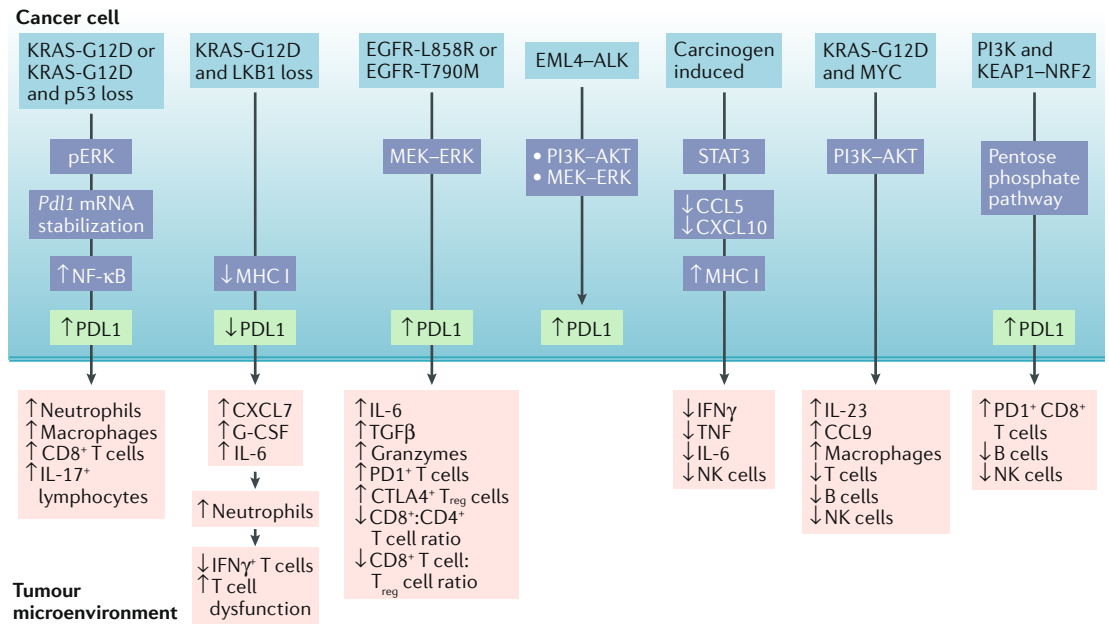 Cancer cell
KRAS-G12D or
KRAS-G12D
and p53 loss
pERK
Pdl1 mRNA
stabilization
↑NF-κB
↑PDL1
↑Neutrophils
↑Macrophages
↑CD8⁺ T cells
↑IL-17⁺
lymphocytes
KRAS-G12D
and LKB1 loss
↓MHC I
↓PDL1
↑CXCL7
↑G-CSF
↑IL-6
↑Neutrophils
↓IFNγ⁺ T cells
↑T cell
dysfunction
EGFR-L858R or
EGFR-T790M
MEK–ERK
↑PDL1
↑IL-6
↑TGFβ
↑Granzymes
↑PD1⁺ T cells
↑CTLA4⁺ Treg cells
↓CD8⁺:CD4⁺
T cell ratio
↓CD8⁺ T cell:
Treg cell ratio
EML4–ALK
• PI3K–AKT
• MEK–ERK
↑PDL1
Carcinogen
induced
STAT3
↓CCL5
↓CXCL10
↑MHC I
↓IFNγ
↓TNF
↓IL-6
↓NK cells
KRAS-G12D
and MYC
PI3K–AKT
↑IL-23
↑CCL9
↑Macrophages
↓T cells
↓B cells
↓NK cells
PI3K and
KEAP1–NRF2
Pentose
phosphate
pathway
↑PDL1
↑PD1⁺ CD8⁺
T cells
↓B cells
↓NK cells
Tumour
microenvironment